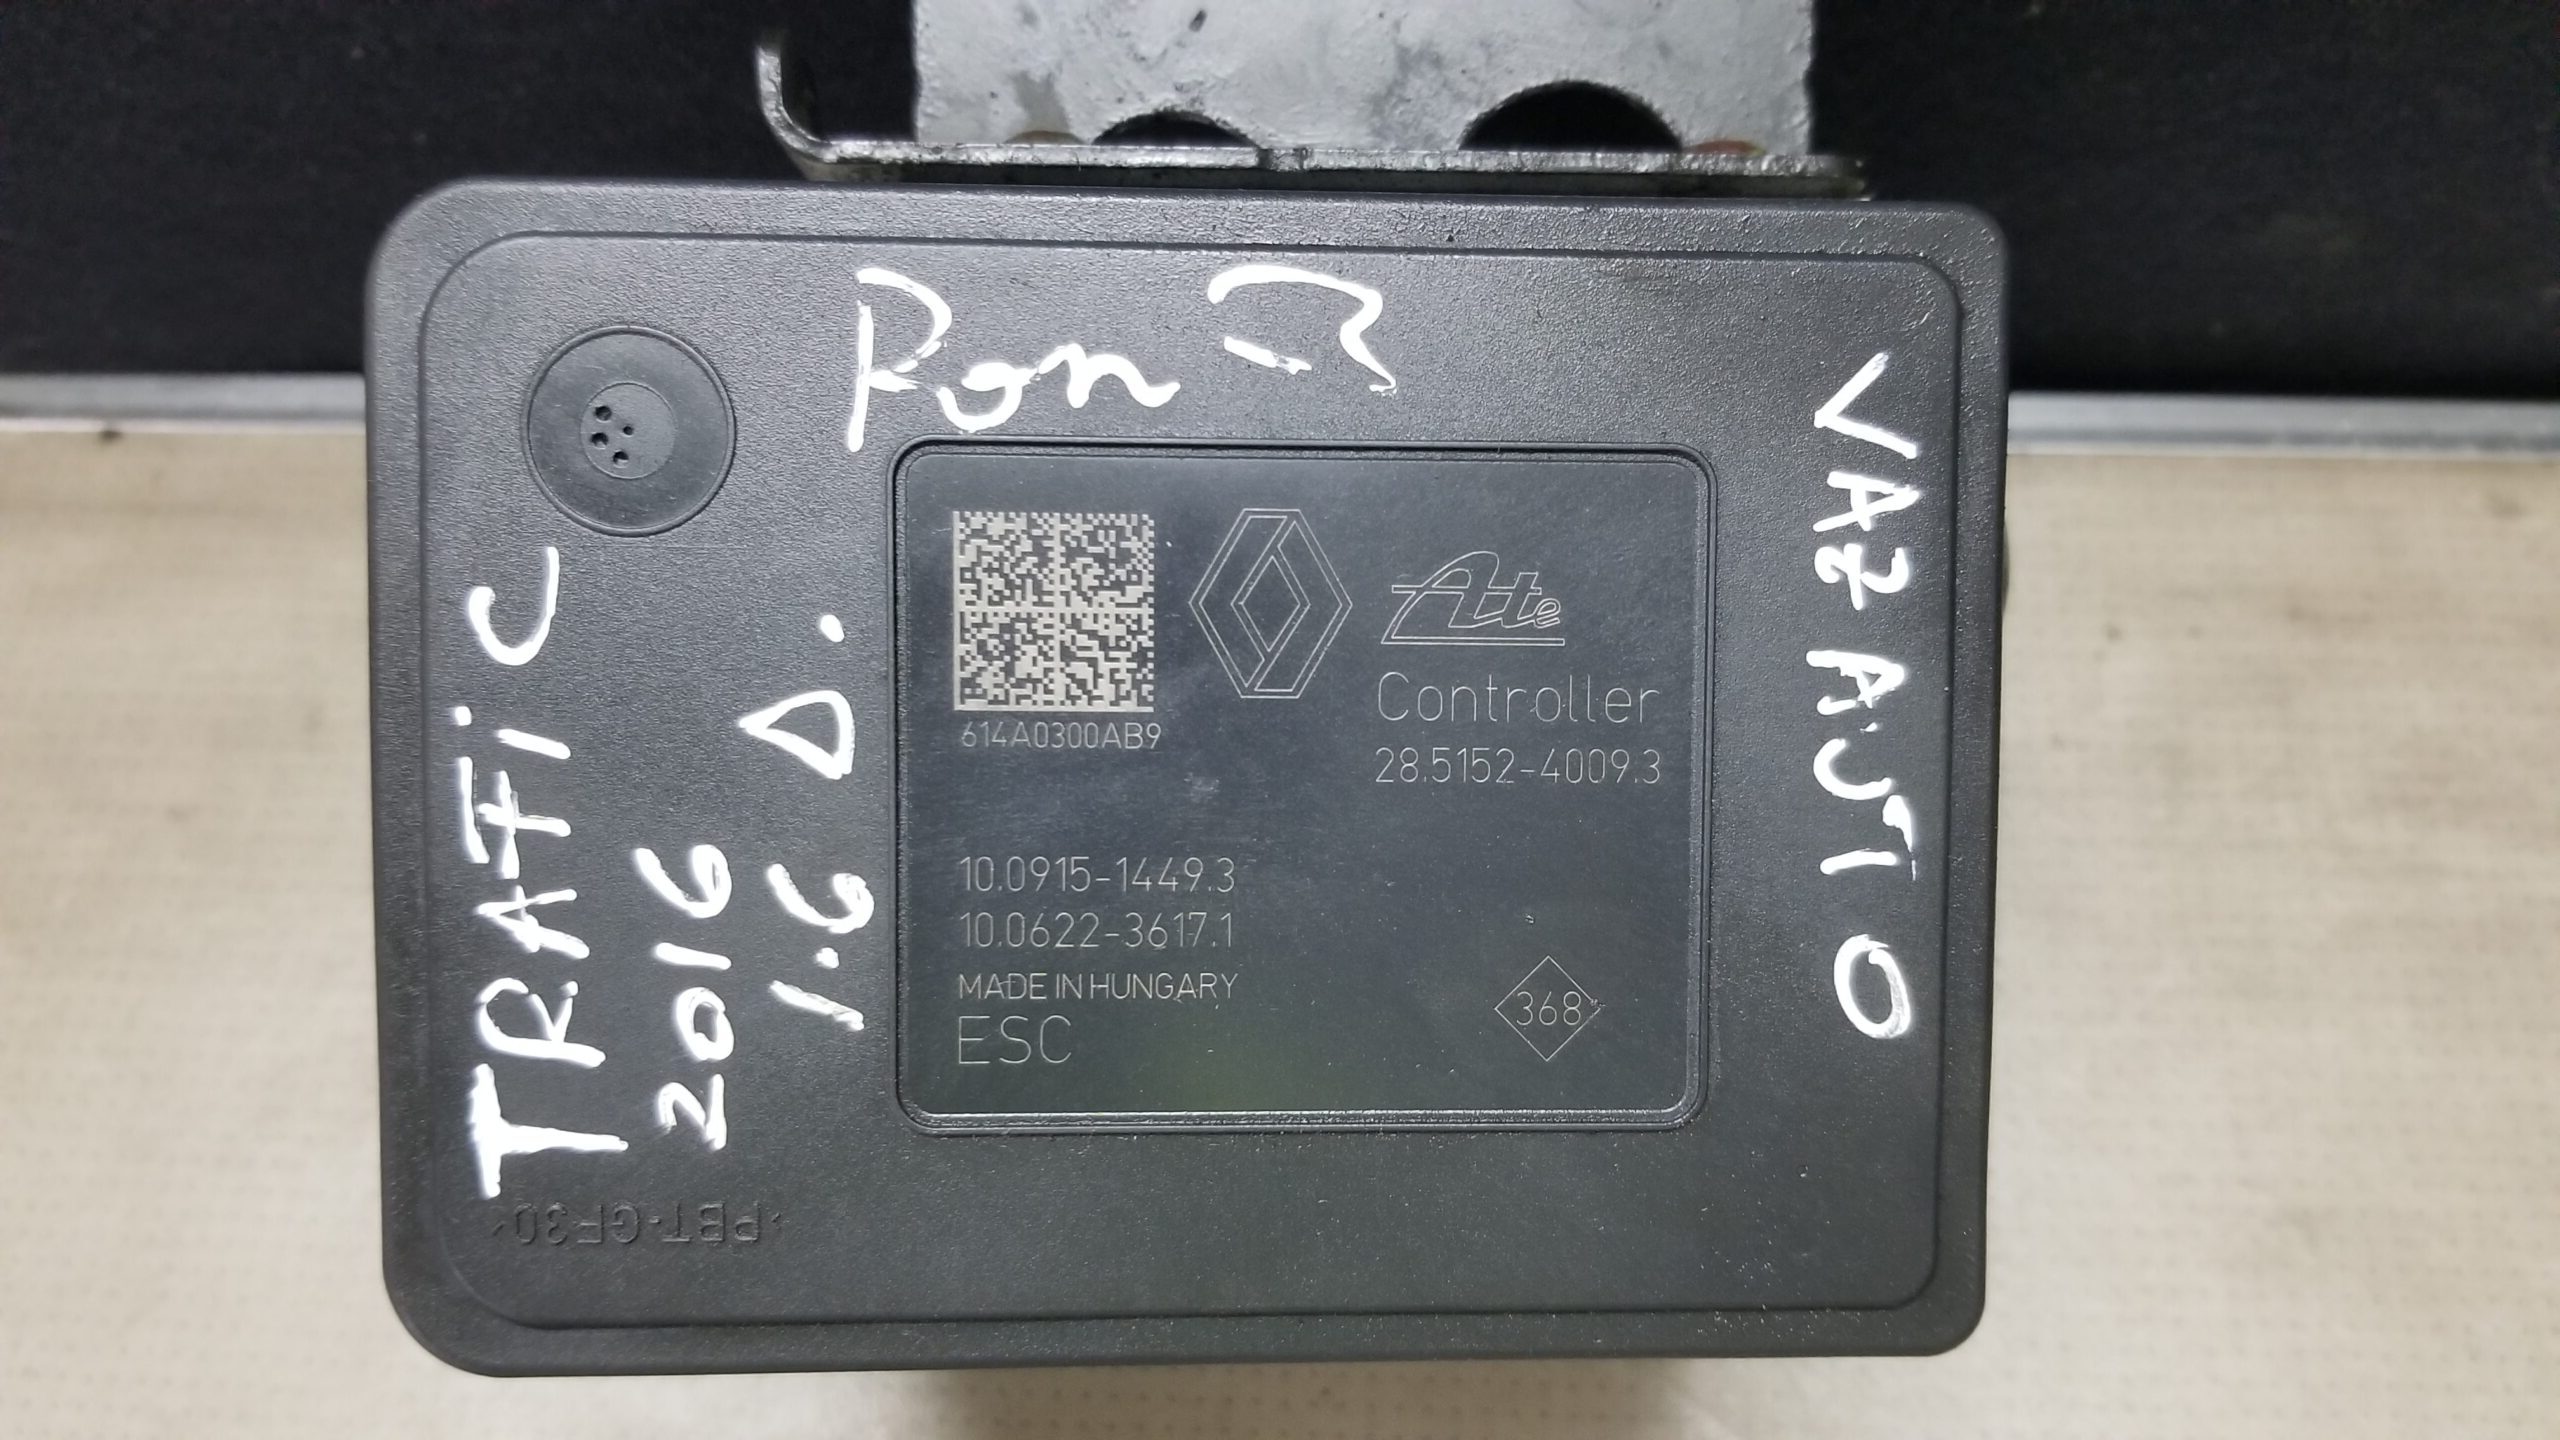 TRAFiC
2016
1.6 D.
VAZ AUTO
Ate
Controller
28.5152-4009.3
614A0300AB9
10.0915-1449.3
10.0622-3617.1
MADE IN HUNGARY
ESC
368
>PBT-GF30<